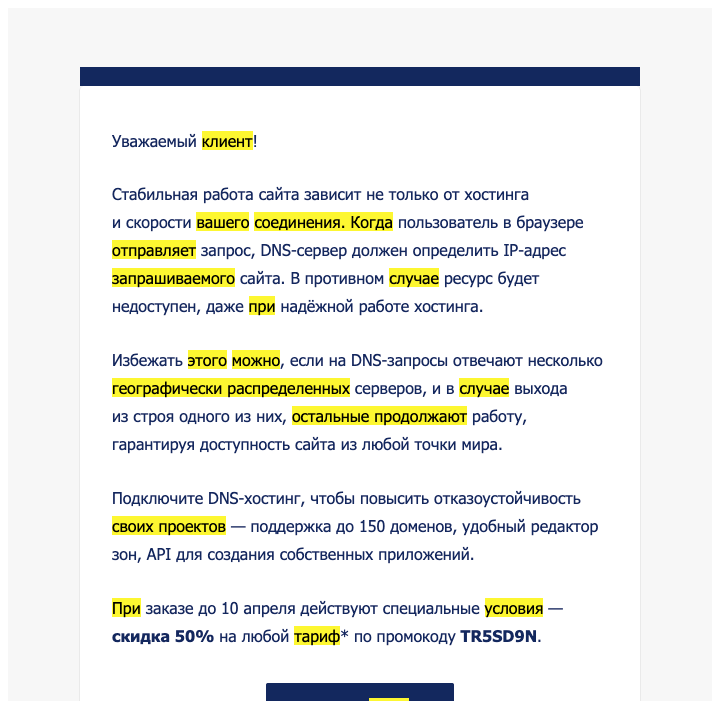 Уважаемый клиент!
Стабильная работа сайта зависит не только от хостинга
и скорости вашего соединения. Когда пользователь в браузере
отправляет запрос, DNS-сервер должен определить IP-адрес
запрашиваемого сайта. В противном случае ресурс будет
недоступен, даже при надёжной работе хостинга.
Избежать этого можно, если на DNS-запросы отвечают несколько
географически распределенных серверов, и в случае выхода
из строя одного из них, остальные продолжают работу,
гарантируя доступность сайта из любой точки мира.
Подключите DNS-хостинг, чтобы повысить отказоустойчивость
своих проектов — поддержка до 150 доменов, удобный редактор
зон, API для создания собственных приложений.
При заказе до 10 апреля действуют специальные условия —
скидка 50% на любой тариф* по промокоду TR5SD9N.